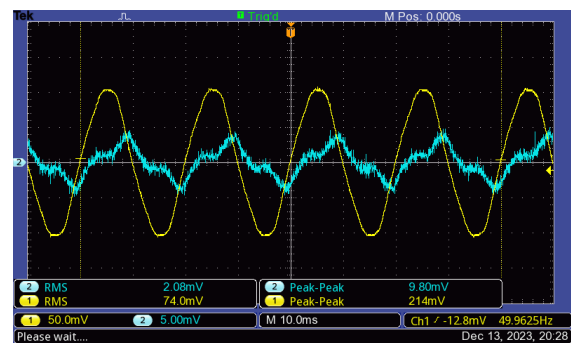 Tek T Trig'd M Pos: 0.000s
T
2
2 RMS 2.08mV 2 Peak-Peak 9.80mV
1 RMS 74.0mV 1 Peak-Peak 214mV
1 50.0mV 2 5.00mV M 10.0ms Ch1 / -12.8mV 49.9625Hz
Please wait.... Dec 13, 2023, 20:28